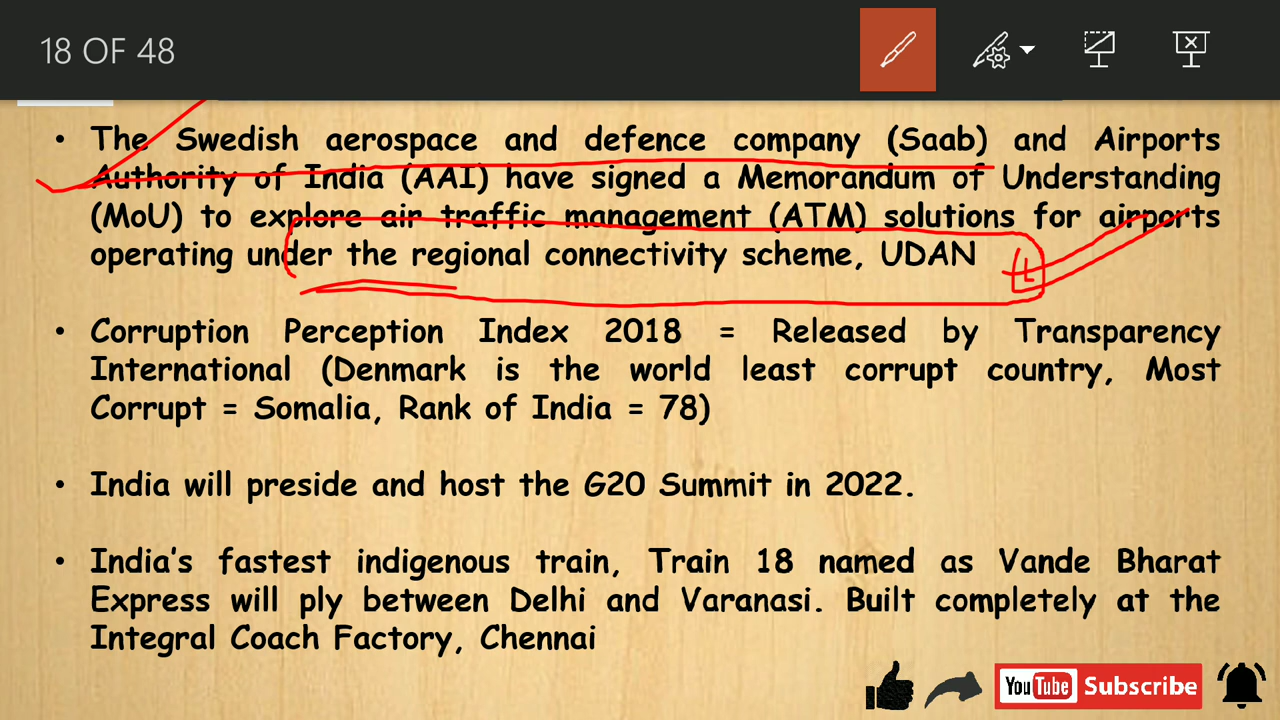 18 OF 48
• The Swedish aerospace and defence company (Saab) and Airports
Authority of India (AAI) have signed a Memorandum of Understanding
(MoU) to explore air traffic management (ATM) solutions for airports
operating under the regional connectivity scheme, UDAN
• Corruption Perception Index 2018 = Released by Transparency
International (Denmark is the world least corrupt country, Most
Corrupt = Somalia, Rank of India = 78)
• India will preside and host the G20 Summit in 2022.
• India's fastest indigenous train, Train 18 named as Vande Bharat
Express will ply between Delhi and Varanasi. Built completely at the
Integral Coach Factory, Chennai
YouTube Subscribe